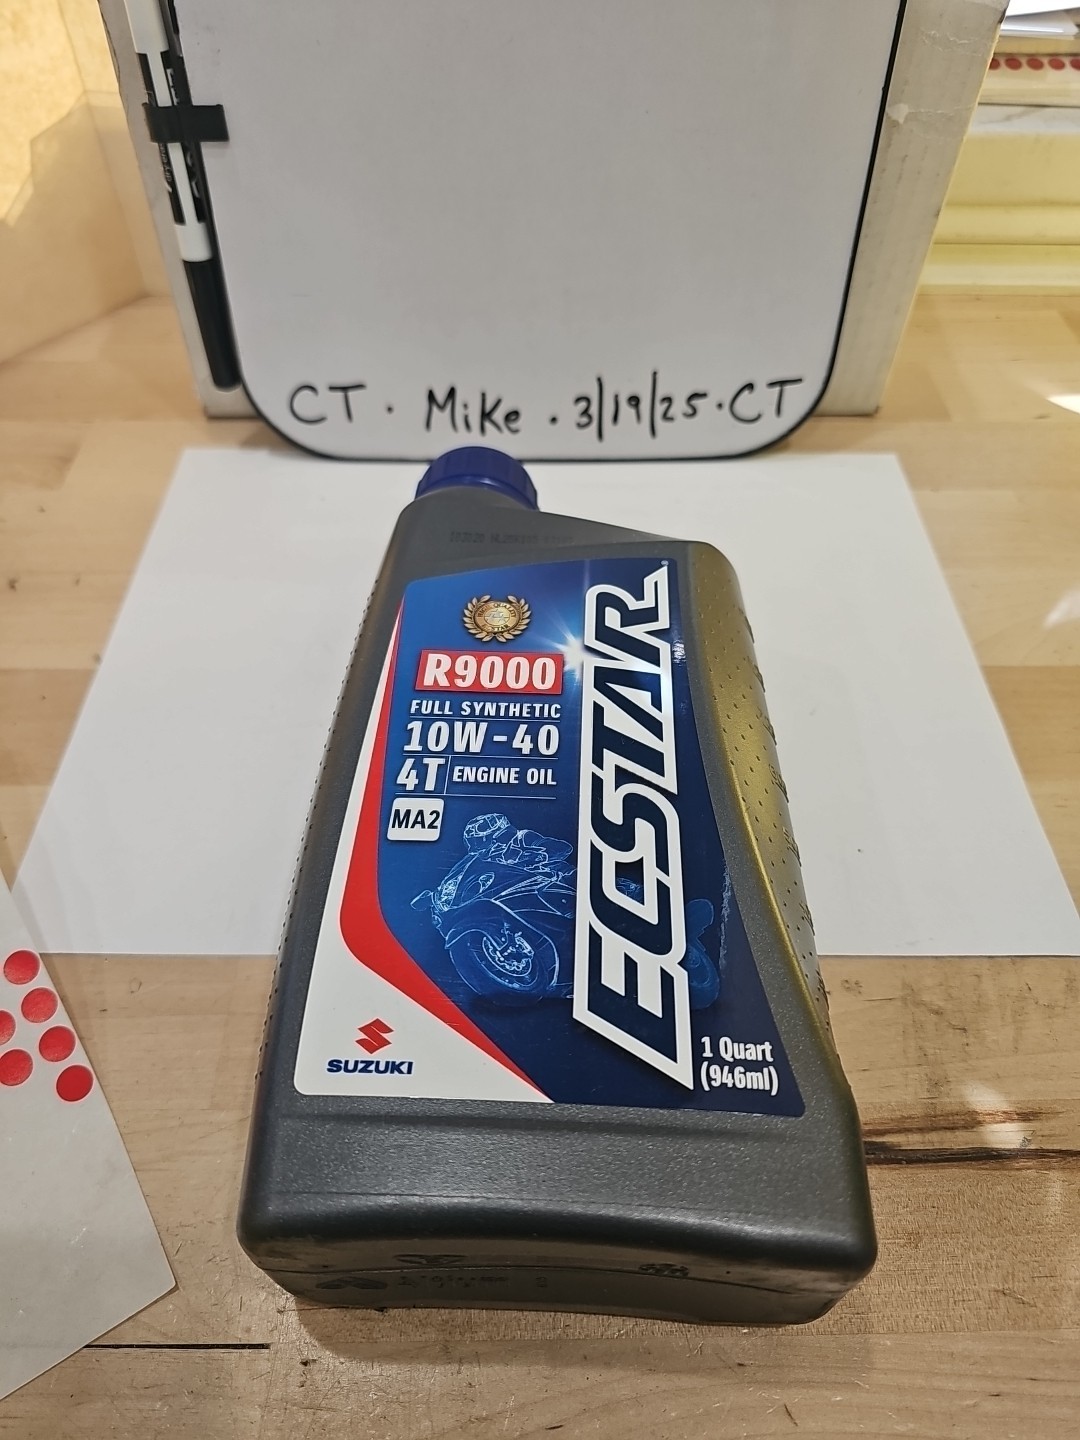 CT · Mike · 3/19/25 · CT
R9000
FULL SYNTHETIC
10W-40
4T ENGINE OIL
MA2
ECSTAR
SUZUKI
1 Quart
(946ml)